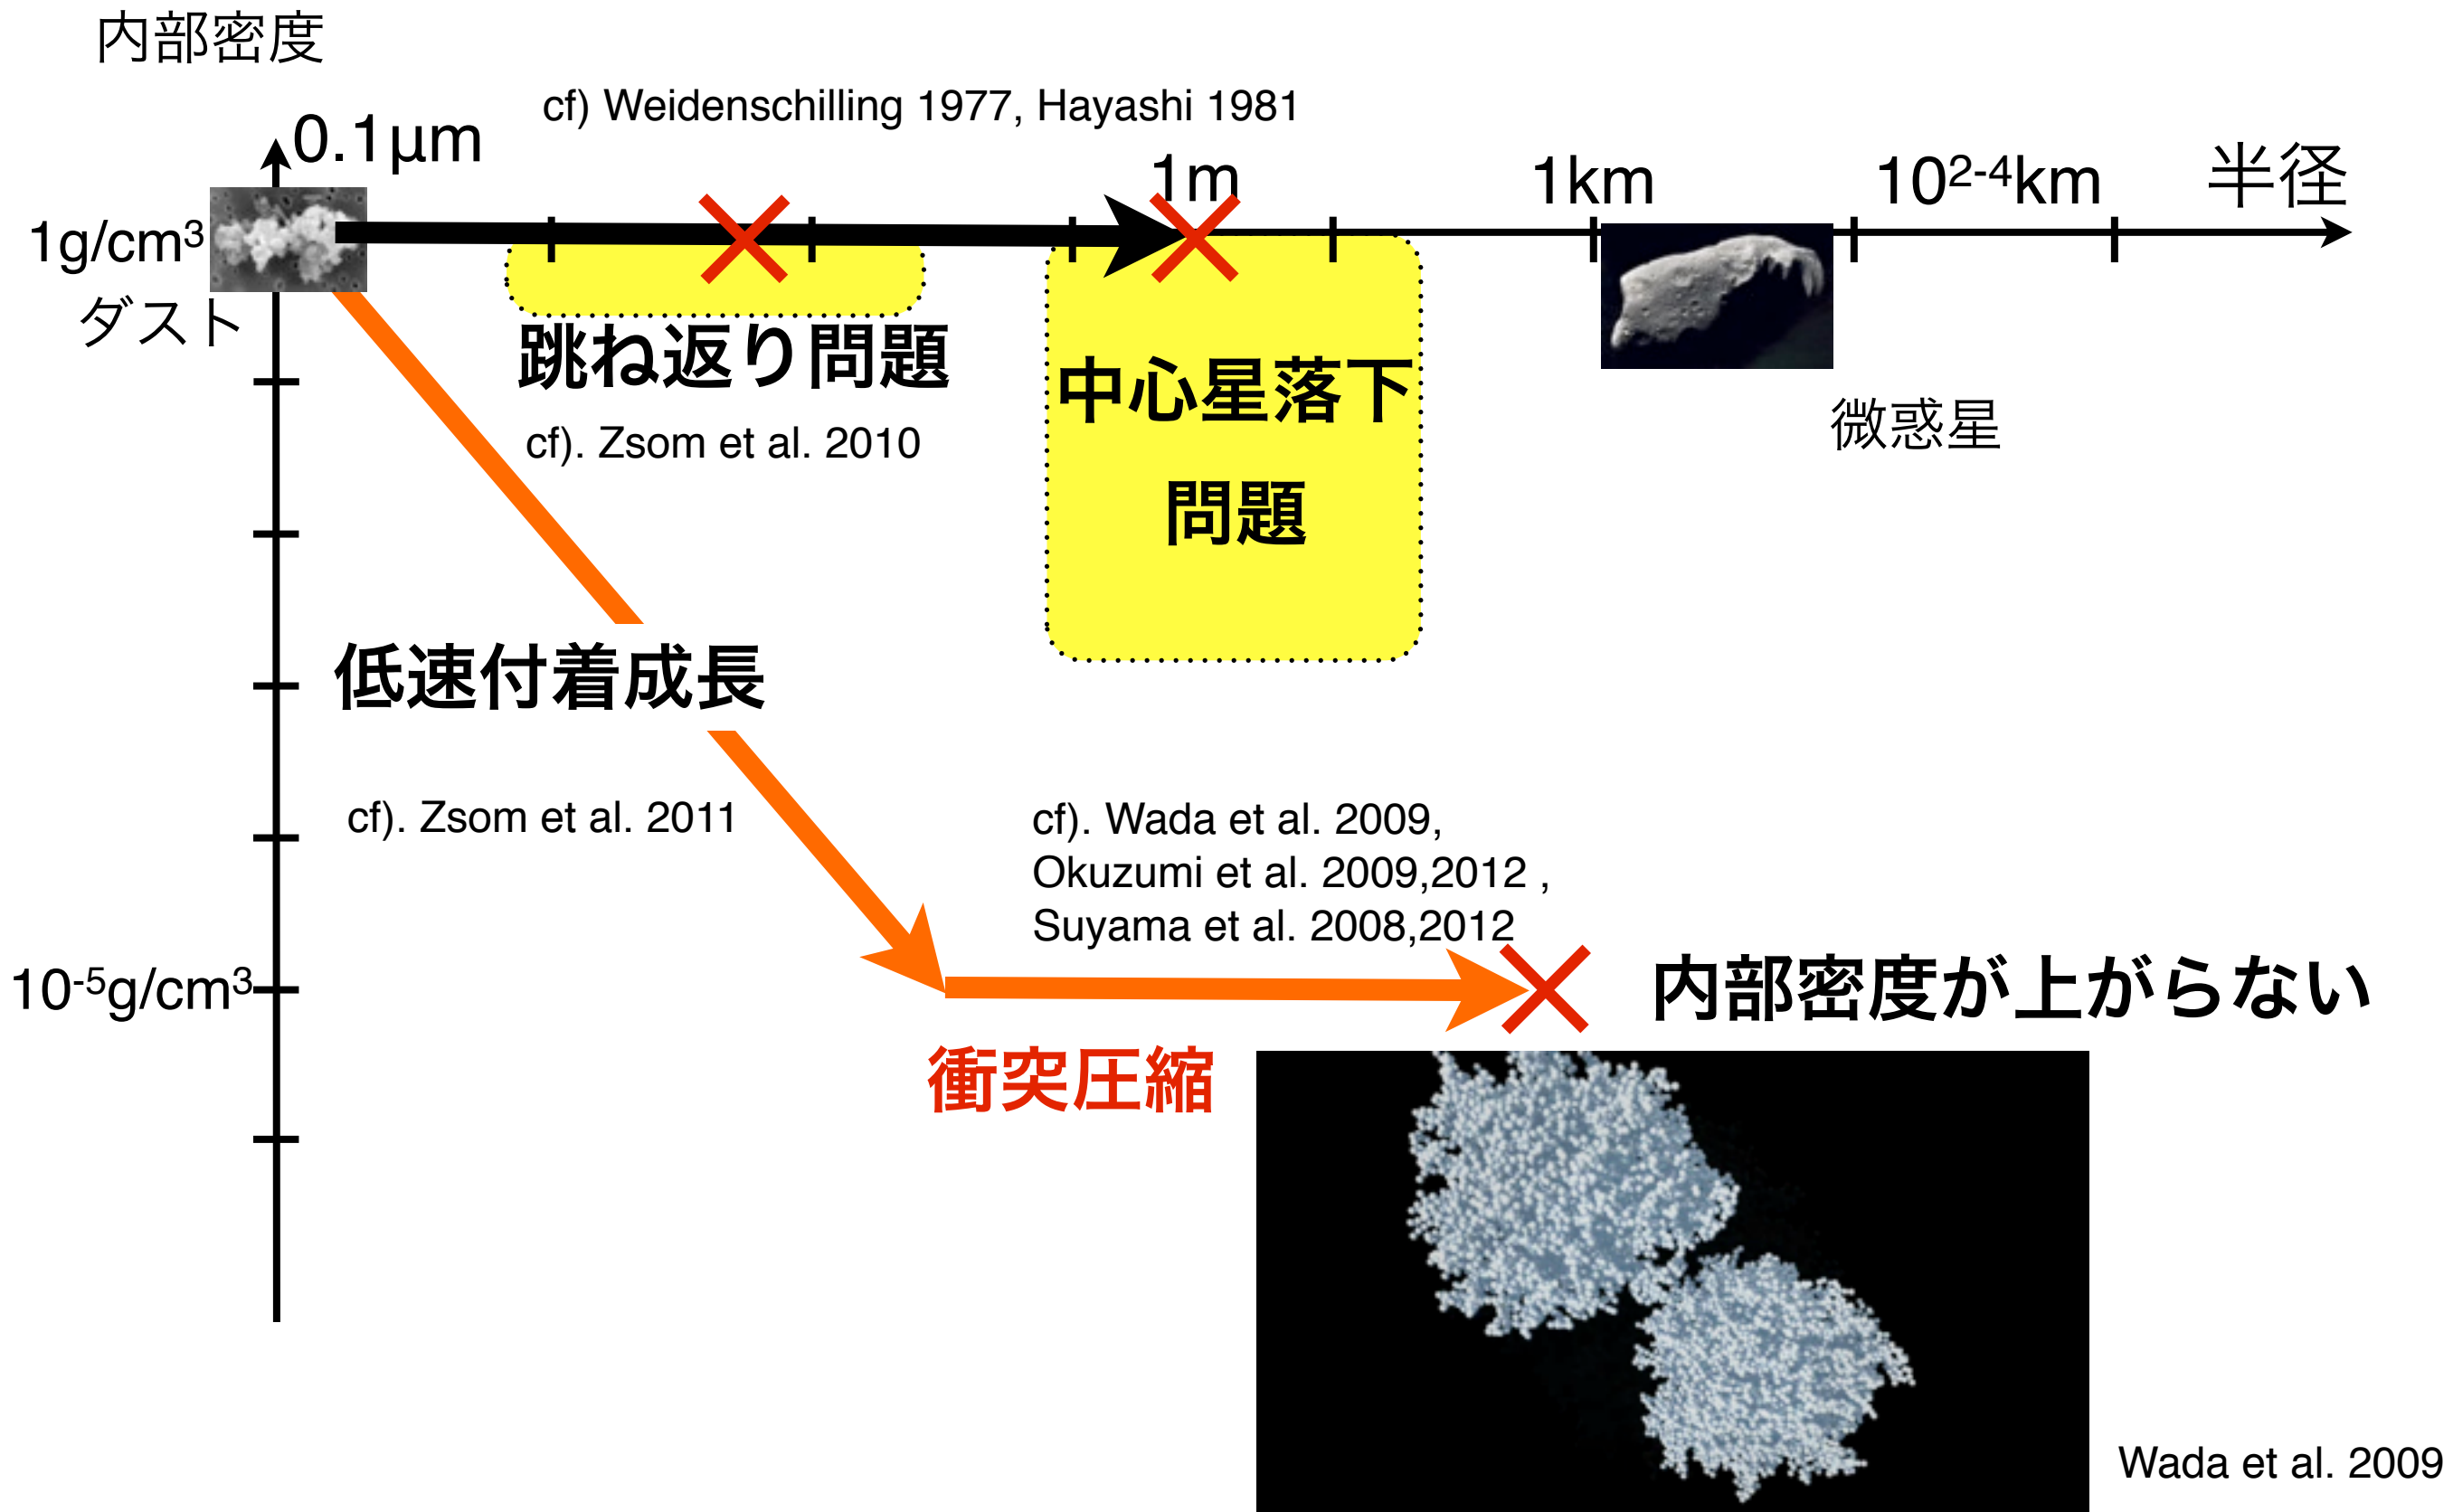 内部密度
cf) Weidenschilling 1977, Hayashi 1981
0.1μm
1m
1km
10²⁻⁴km
半径
1g/cm³
ダスト
跳ね返り問題
cf). Zsom et al. 2010
中心星落下
問題
微惑星
低速付着成長
cf). Zsom et al. 2011
cf). Wada et al. 2009,
Okuzumi et al. 2009,2012 ,
Suyama et al. 2008,2012
10⁻⁵g/cm³
内部密度が上がらない
衝突圧縮
Wada et al. 2009